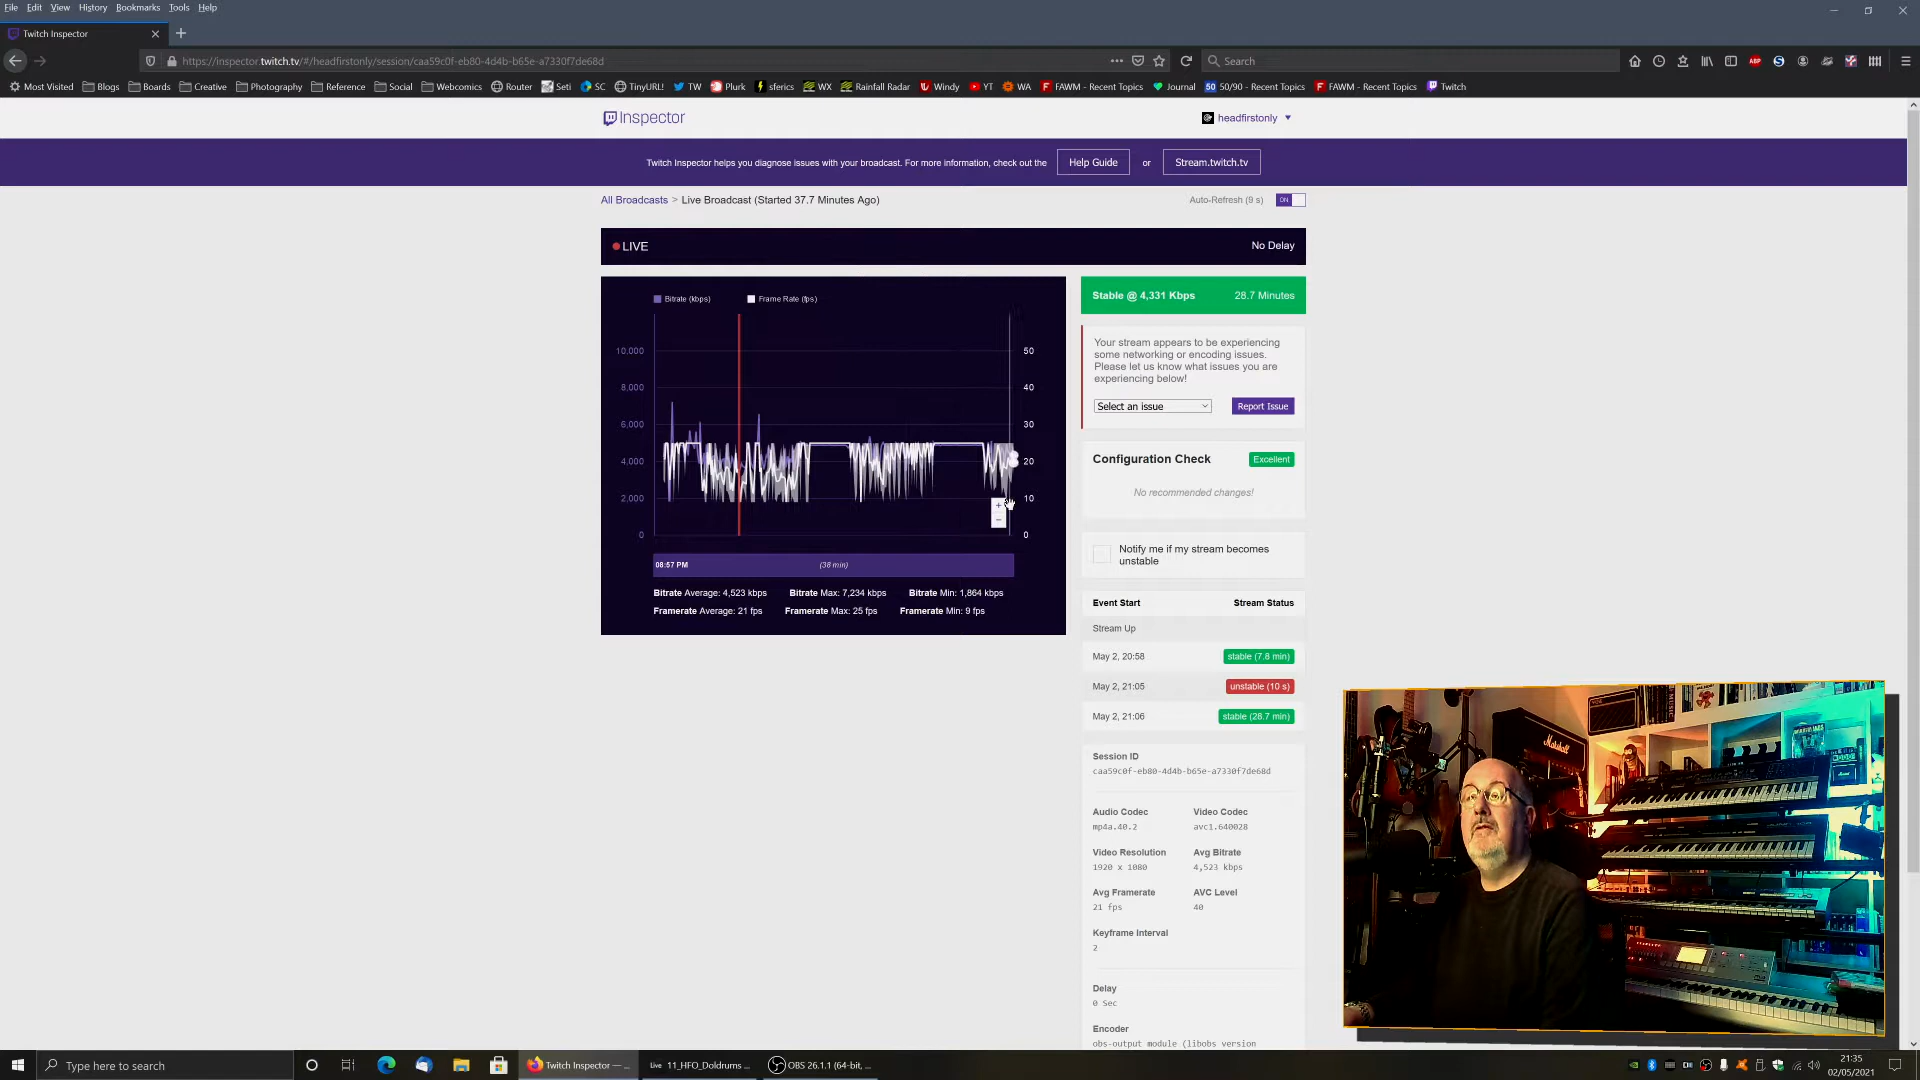 File Edit View History Bookmarks Tools Help
Twitch Inspector
https://inspector.twitch.tv/#/headfirstonly/session/caa59c0f-eb80-4d4b-b65e-a7330f7de68d
Search
Most Visited Blogs Boards Creative Photography Reference Social Webcomics Router Seti SC TinyURL! TW Plurk sferics WX Rainfall Radar Windy YT WA FAWM - Recent Topics Journal 50/90 - Recent Topics FAWM - Recent Topics Twitch
Inspector
headfirstonly
Twitch Inspector helps you diagnose issues with your broadcast. For more information, check out the Help Guide or Stream.twitch.tv
All Broadcasts > Live Broadcast (Started 37.7 Minutes Ago)
Auto-Refresh (9 s) ON
LIVE
No Delay
Bitrate (kbps) Frame Rate (fps)
10,000 50
8,000 40
6,000 30
4,000 20
2,000 10
0 0
08:57 PM (38 min)
Bitrate Average: 4,523 kbps Bitrate Max: 7,234 kbps Bitrate Min: 1,864 kbps
Framerate Average: 21 fps Framerate Max: 25 fps Framerate Min: 9 fps
Stable @ 4,331 Kbps 28.7 Minutes
Your stream appears to be experiencing
some networking or encoding issues.
Please let us know what issues you are
experiencing below!
Select an issue Report Issue
Configuration Check Excellent
No recommended changes!
Notify me if my stream becomes
unstable
Event Start Stream Status
Stream Up
May 2, 20:58 stable (7.8 min)
May 2, 21:05 unstable (10 s)
May 2, 21:06 stable (28.7 min)
Session ID
caa59c0f-eb80-4d4b-b65e-a7330f7de68d
Audio Codec Video Codec
mp4a.40.2 avc1.640028
Video Resolution Avg Bitrate
1920 x 1080 4,523 kbps
Avg Framerate AVC Level
21 fps 40
Keyframe Interval
2
Delay
0 Sec
Encoder
obs-output module (libobs version
Marshall
Type here to search
Twitch Inspector — ...
Live 11_HFO_Doldrums ...
OBS 26.1.1 (64-bit, ...
21:35
02/05/2021